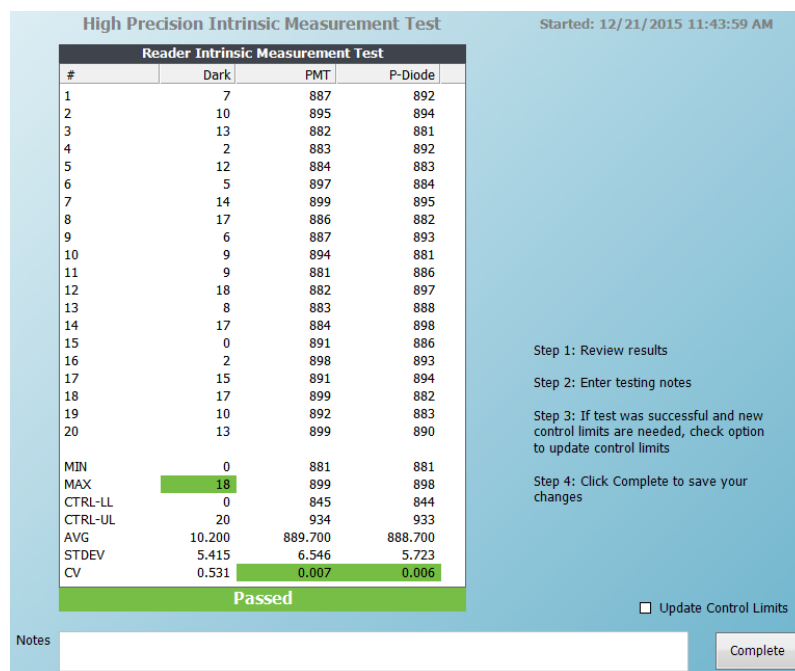 High Precision Intrinsic Measurement Test
Started: 12/21/2015 11:43:59 AM
Reader Intrinsic Measurement Test
# Dark PMT P-Diode
1 7 887 892
2 10 895 894
3 13 882 881
4 2 883 892
5 12 884 883
6 5 897 884
7 14 899 895
8 17 886 882
9 6 887 893
10 9 894 881
11 9 881 886
12 18 882 897
13 8 883 888
14 17 884 898
15 0 891 886
16 2 898 893
17 15 891 894
18 17 899 882
19 10 892 883
20 13 899 890
MIN 0 881 881
MAX 18 899 898
CTRL-LL 0 845 844
CTRL-UL 20 934 933
AVG 10.200 889.700 888.700
STDEV 5.415 6.546 5.723
CV 0.531 0.007 0.006
Passed
Step 1: Review results
Step 2: Enter testing notes
Step 3: If test was successful and new
control limits are needed, check option
to update control limits
Step 4: Click Complete to save your
changes
Update Control Limits
Notes
Complete